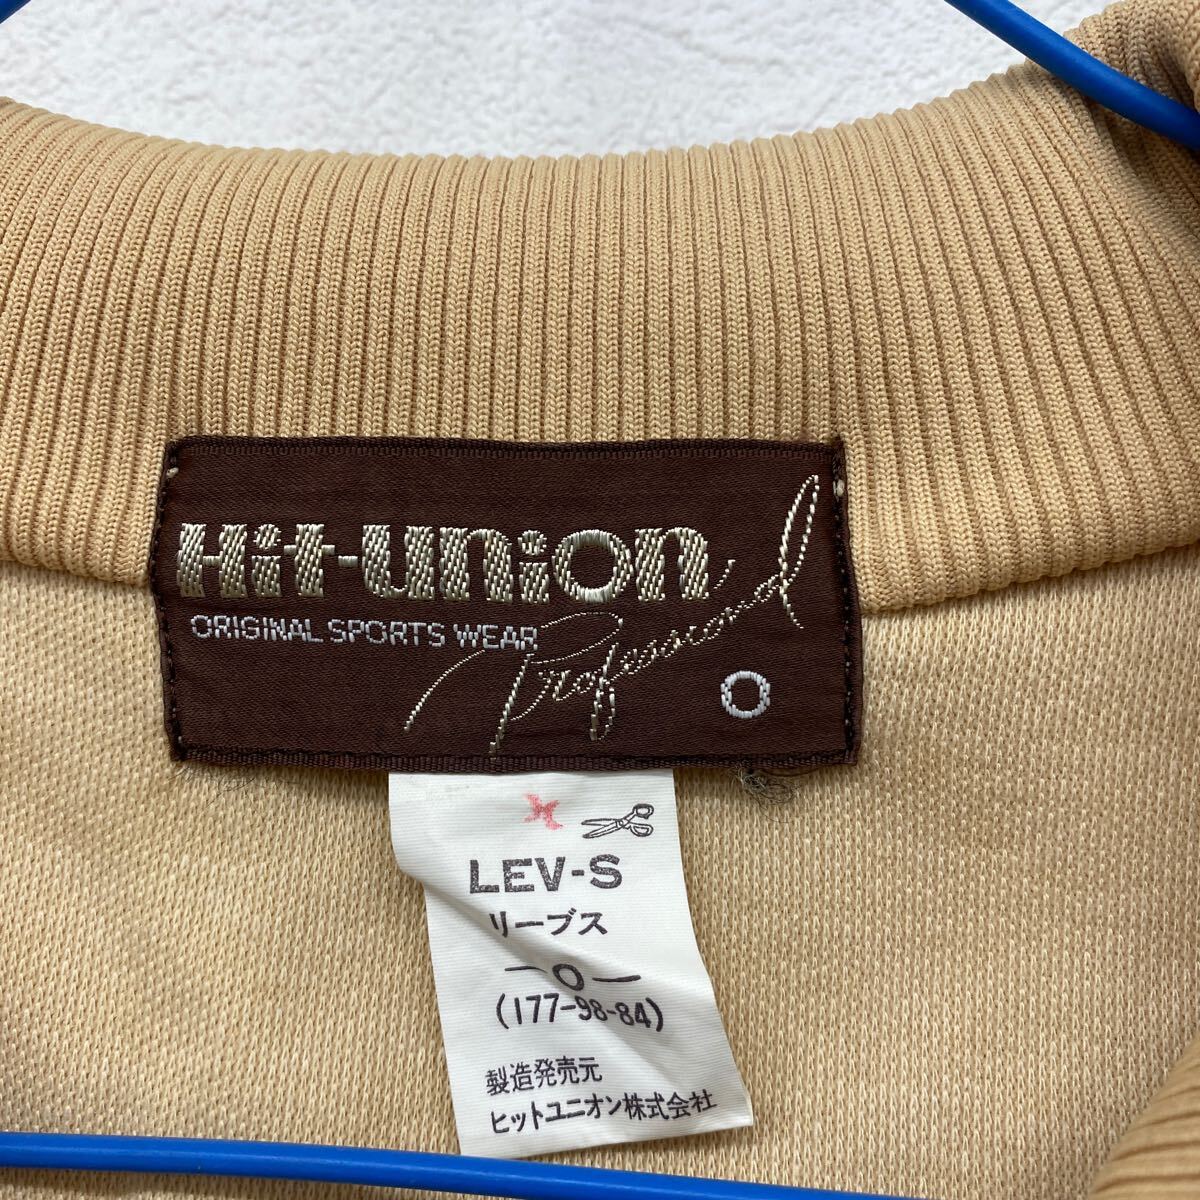 Hit-union
ORIGINAL SPORTS WEAR
Professional
O
LEV-S
リーブス
—O—
(177-98-84)
製造発売元
ヒットユニオン株式会社